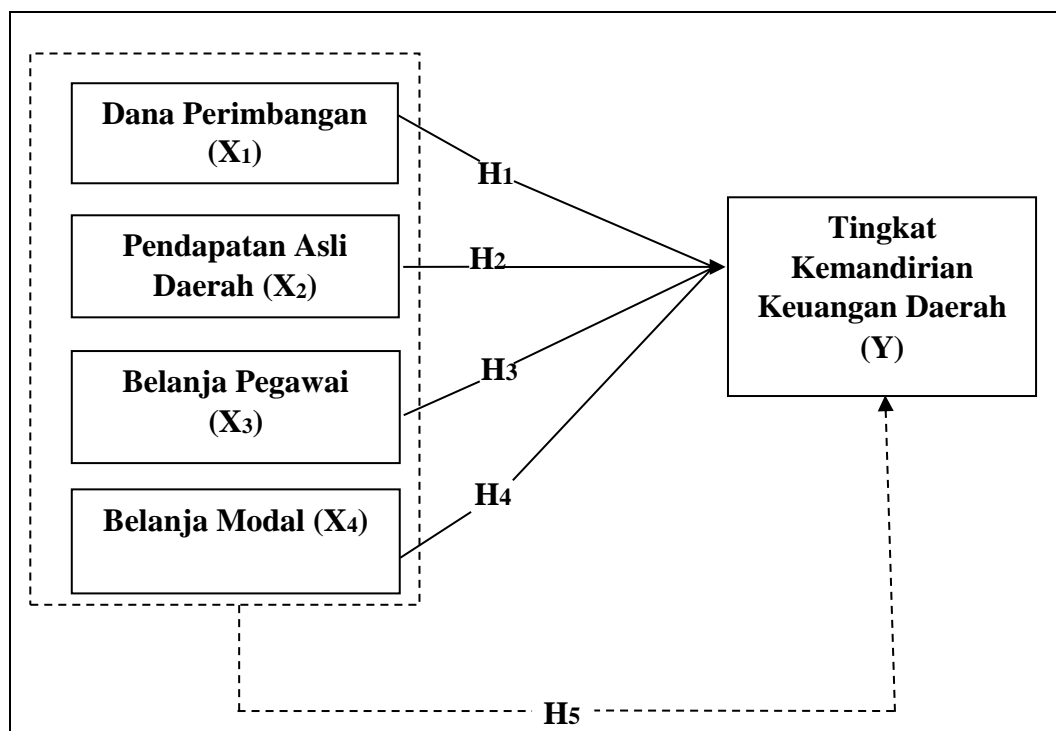 Dana Perimbangan
(X1)
H1
Pendapatan Asli
Daerah (X2)
H2
Belanja Pegawai
(X3)
H3
Belanja Modal (X4)
H4
Tingkat
Kemandirian
Keuangan Daerah
(Y)
H5